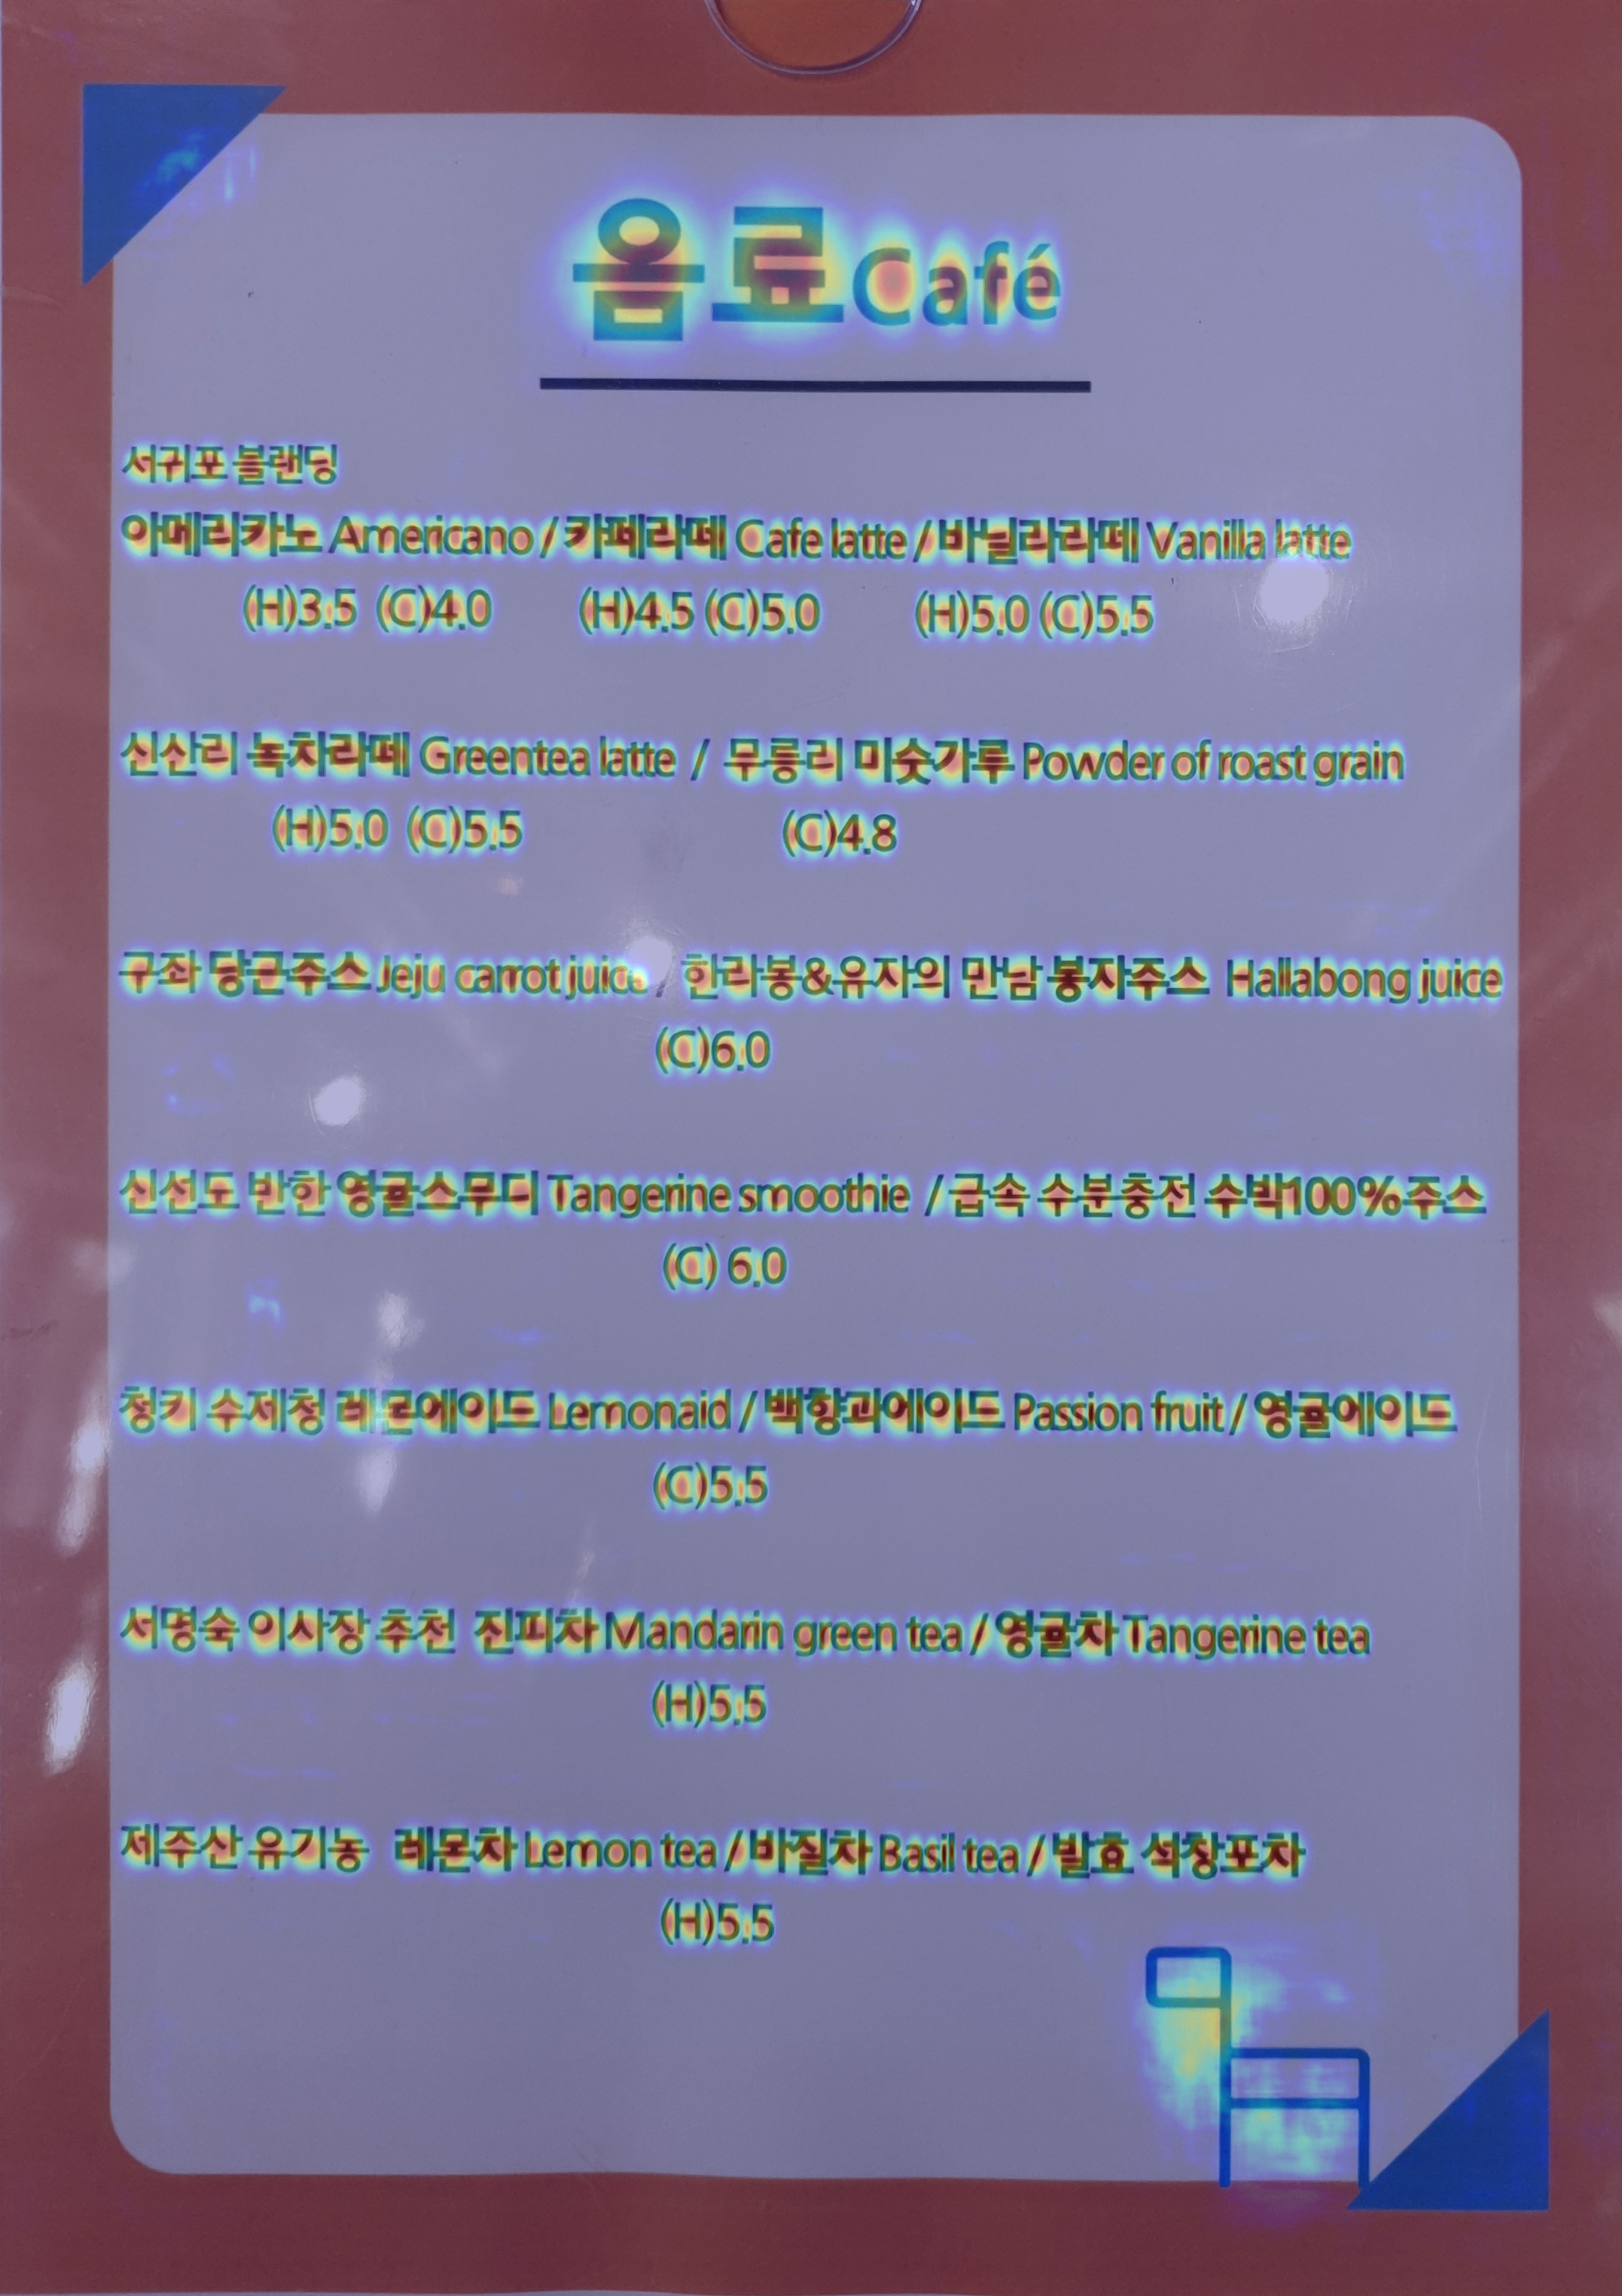 음료Café
서귀포 블랜딩
아메리카노 Americano / 카페라떼 Cafe latte / 바닐라라떼 Vanilla latte
(H)3.5 (C)4.0 (H)4.5 (C)5.0 (H)5.0 (C)5.5
신산리 녹차라떼 Greentea latte / 무릉리 미숫가루 Powder of roast grain
(H)5.0 (C)5.5 (C)4.8
구좌 당근주스 Jeju carrot juice / 한라봉&유자의 만남 봉자주스 Hallabong juice
(C)6.0
신선도 반한 영귤스무디 Tangerine smoothie / 급속 수분충전 수박100%주스
(C) 6.0
청키 수제청 레몬에이드 Lemonaid / 백향과에이드 Passion fruit / 영귤에이드
(C)5.5
서명숙 이사장 추천 진피차 Mandarin green tea / 영귤차 Tangerine tea
(H)5.5
제주산 유기농 레몬차 Lemon tea / 바질차 Basil tea / 발효 석창포차
(H)5.5